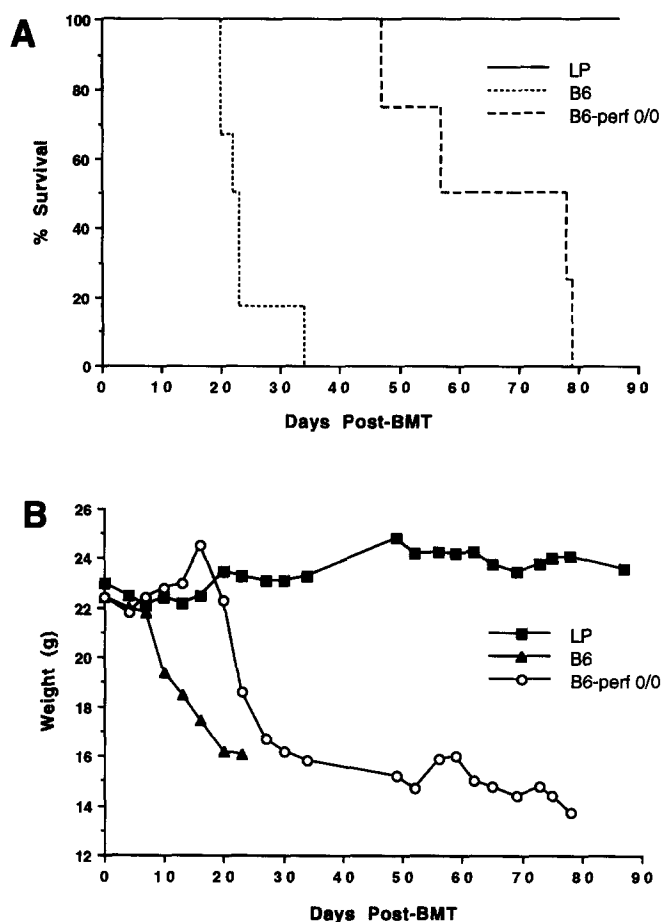 A
100
80
60
40
20
0
% Survival
LP
B6
B6-perf 0/0
0 10 20 30 40 50 60 70 80 90
Days Post-BMT
B
26
24
22
20
18
16
14
12
Weight (g)
LP
B6
B6-perf 0/0
0 10 20 30 40 50 60 70 80 90
Days Post-BMT